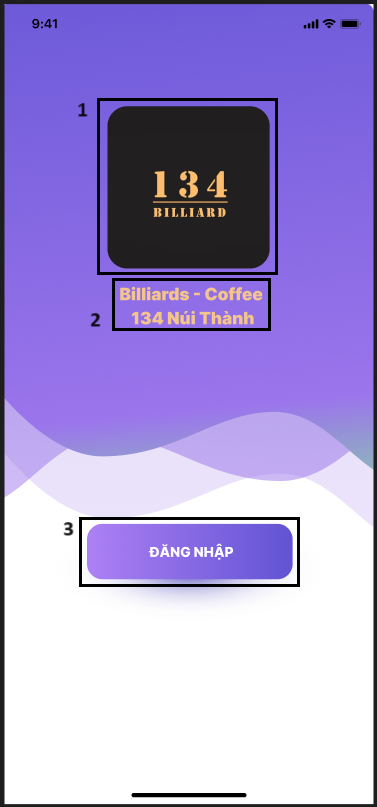 9:41
1
134
BILLIARD
Billiards - Coffee
2
134 Núi Thành
3
ĐĂNG NHẬP